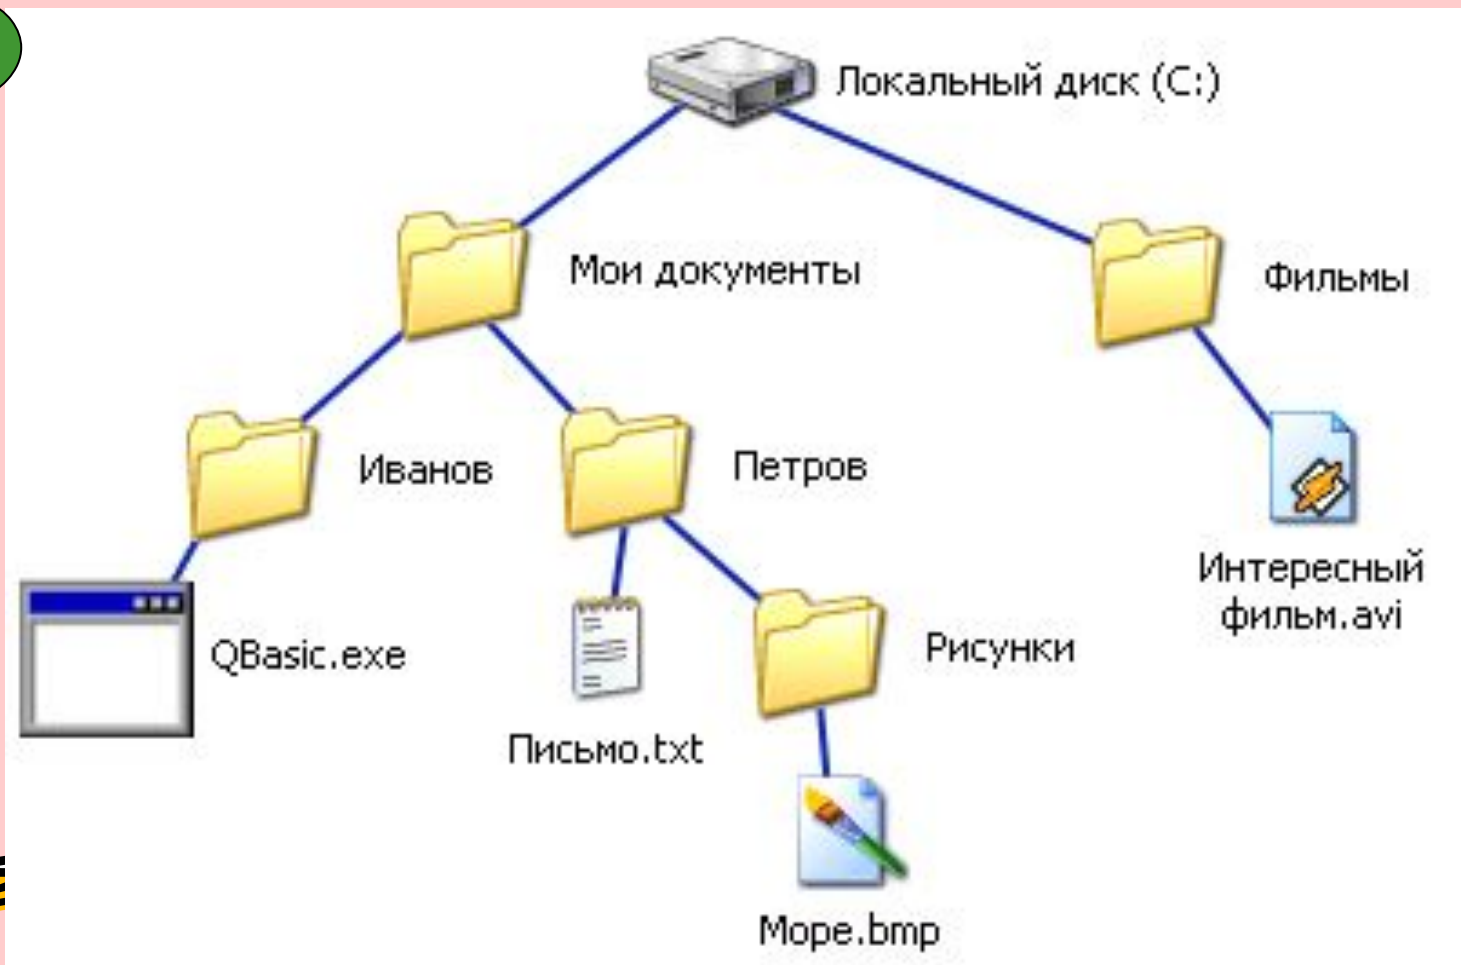 Локальный диск (C:)
Мои документы
Фильмы
Иванов
Петров
Интересный
фильм.avi
QBasic.exe
Рисунки
Письмо.txt
Море.bmp